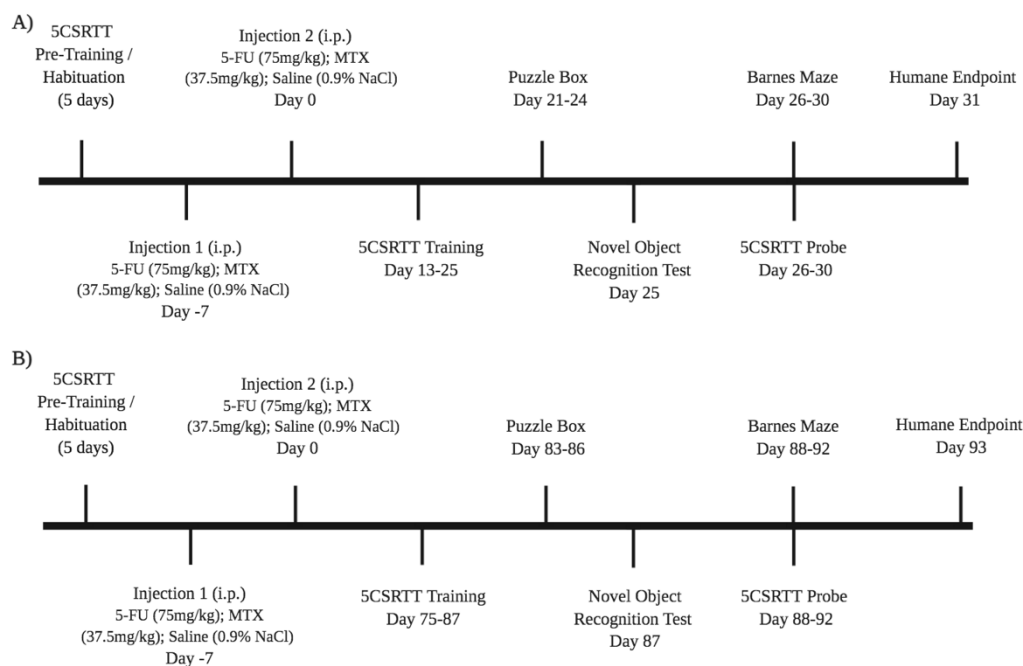 A)
5CSRTT
Pre-Training /
Habituation
(5 days)
Injection 2 (i.p.)
5-FU (75mg/kg); MTX
(37.5mg/kg); Saline (0.9% NaCl)
Day 0
Puzzle Box
Day 21-24
Barnes Maze
Day 26-30
Humane Endpoint
Day 31
Injection 1 (i.p.)
5-FU (75mg/kg); MTX
(37.5mg/kg); Saline (0.9% NaCl)
Day -7
5CSRTT Training
Day 13-25
Novel Object
Recognition Test
Day 25
5CSRTT Probe
Day 26-30
B)
5CSRTT
Pre-Training /
Habituation
(5 days)
Injection 2 (i.p.)
5-FU (75mg/kg); MTX
(37.5mg/kg); Saline (0.9% NaCl)
Day 0
Puzzle Box
Day 83-86
Barnes Maze
Day 88-92
Humane Endpoint
Day 93
Injection 1 (i.p.)
5-FU (75mg/kg); MTX
(37.5mg/kg); Saline (0.9% NaCl)
Day -7
5CSRTT Training
Day 75-87
Novel Object
Recognition Test
Day 87
5CSRTT Probe
Day 88-92